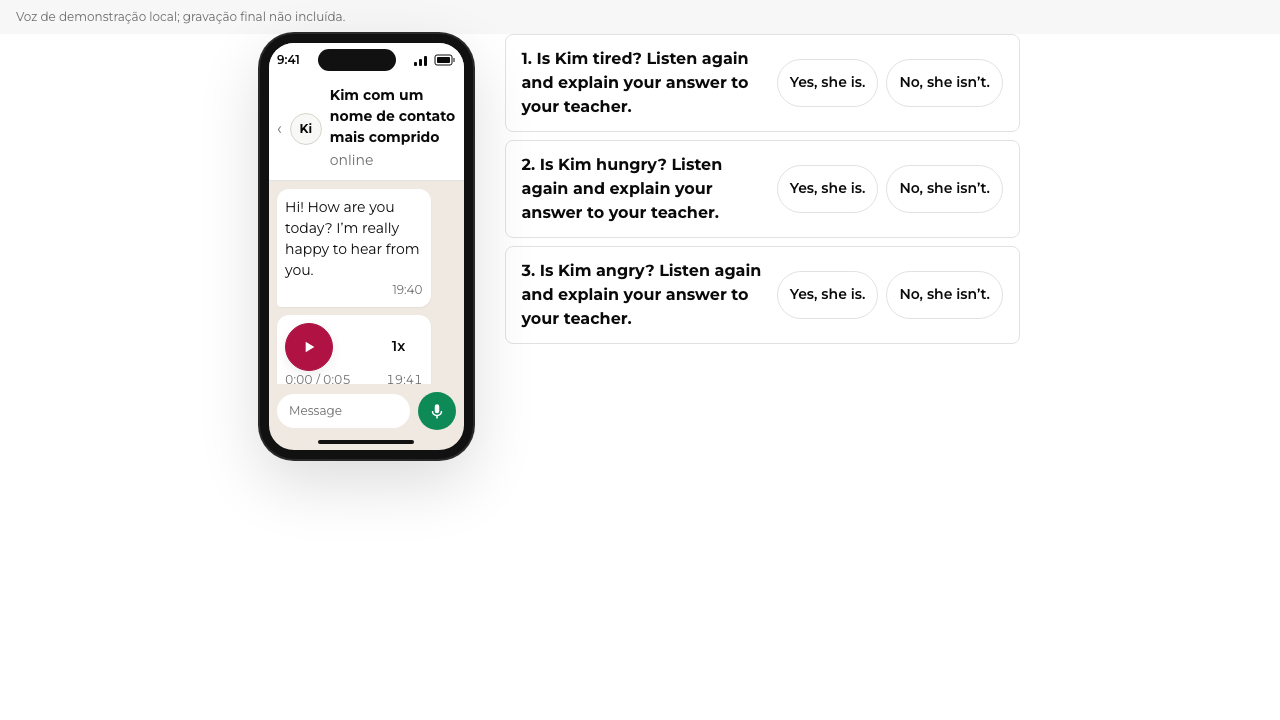 Voz de demonstração local; gravação final não incluída.
9:41
‹
Ki
Kim com um
nome de contato
mais comprido
online
Hi! How are you
today? I’m really
happy to hear from
you.
19:40
1x
0:00 / 0:05
19:41
Message
1. Is Kim tired? Listen again
and explain your answer to
your teacher.
Yes, she is.
No, she isn’t.
2. Is Kim hungry? Listen
again and explain your
answer to your teacher.
Yes, she is.
No, she isn’t.
3. Is Kim angry? Listen again
and explain your answer to
your teacher.
Yes, she is.
No, she isn’t.